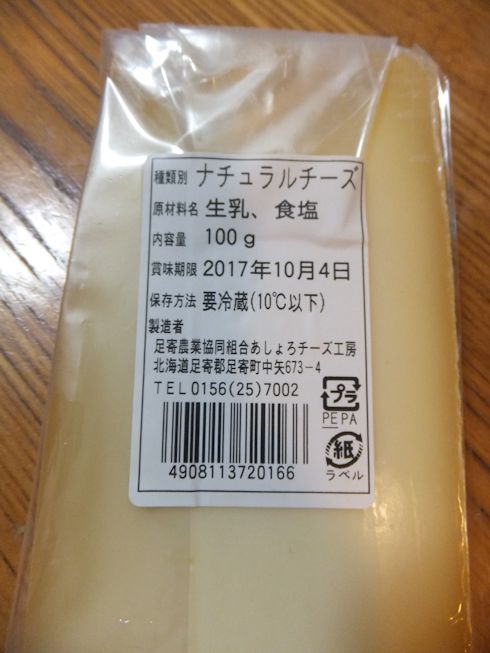 種類別 ナチュラルチーズ
原材料名 生乳、食塩
内容量 100g
賞味期限 2017年10月4日
保存方法 要冷蔵(10℃以下)
製造者
足寄農業協同組合あしょろチーズ工房
北海道足寄郡足寄町中矢673-4
TEL0156(25)7002
プラ
PEPA
紙
ラベル
4908113720166